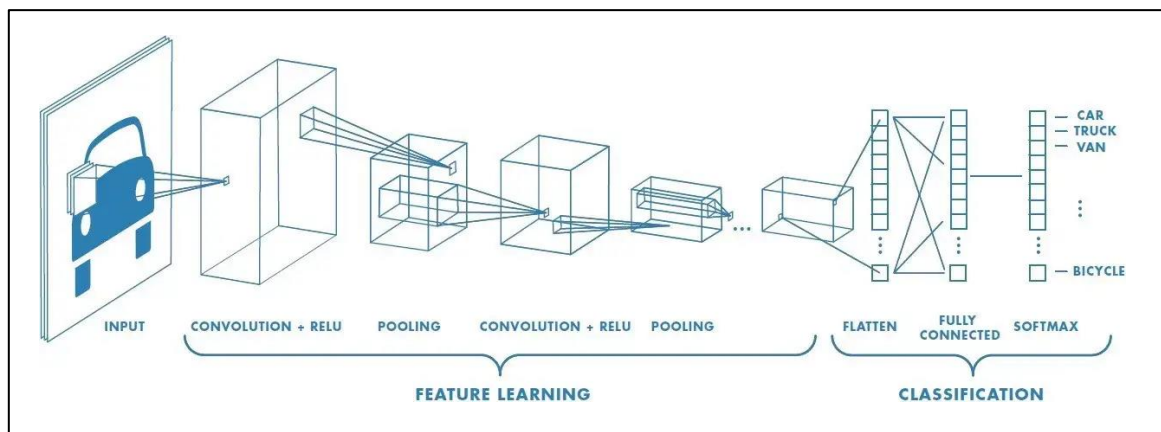 CAR
TRUCK
VAN
BICYCLE
INPUT
CONVOLUTION + RELU
POOLING
CONVOLUTION + RELU
POOLING
FLATTEN
FULLY
CONNECTED
SOFTMAX
FEATURE LEARNING
CLASSIFICATION